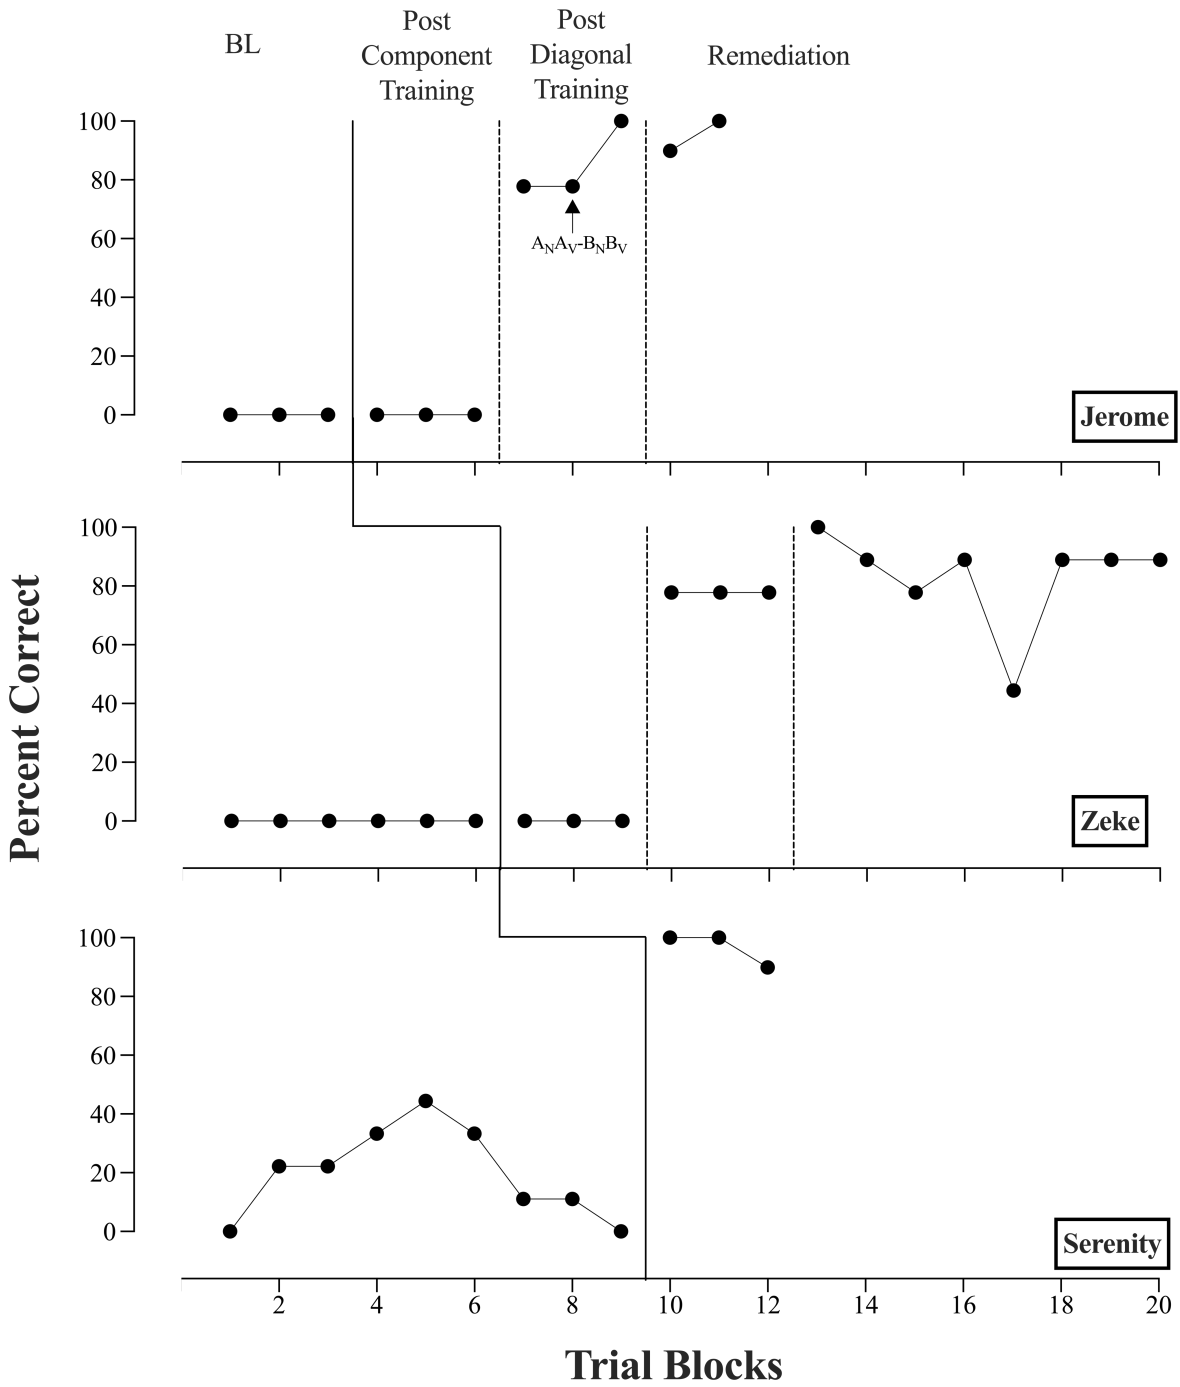 BL
Post
Component
Training
Post
Diagonal
Training
Remediation
100
80
60
40
20
0
A_NA_V-B_NB_V
Jerome
Percent Correct
100
80
60
40
20
0
Zeke
100
80
60
40
20
0
Serenity
2 4 6 8 10 12 14 16 18 20
Trial Blocks